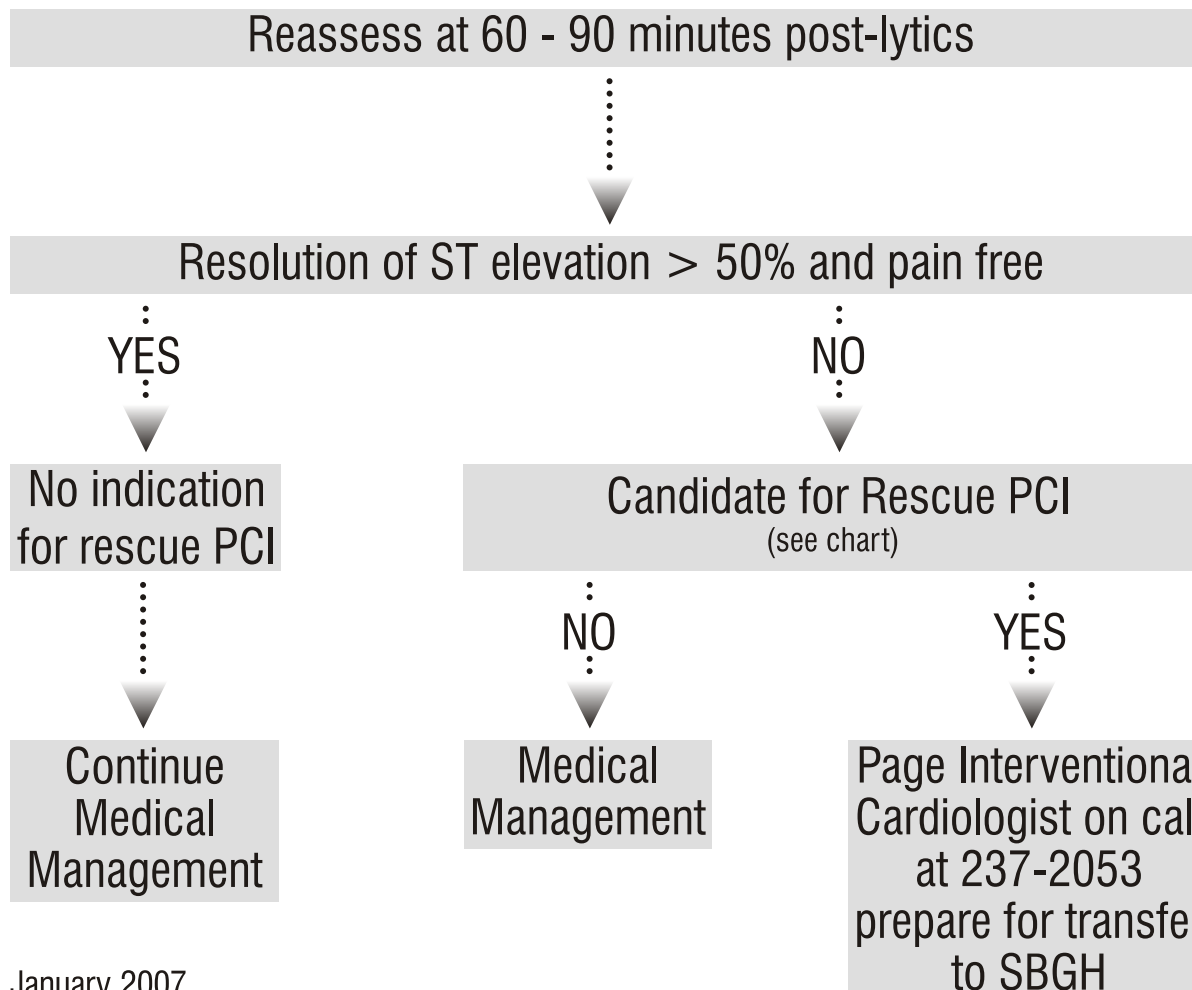 Reassess at 60 - 90 minutes post-lytics
Resolution of ST elevation > 50% and pain free
YES
NO
No indication
for rescue PCI
Candidate for Rescue PCI
(see chart)
NO
YES
Continue
Medical
Management
Medical
Management
Page Interventiona
Cardiologist on cal
at 237-2053
prepare for transfe
to SBGH
January 2007